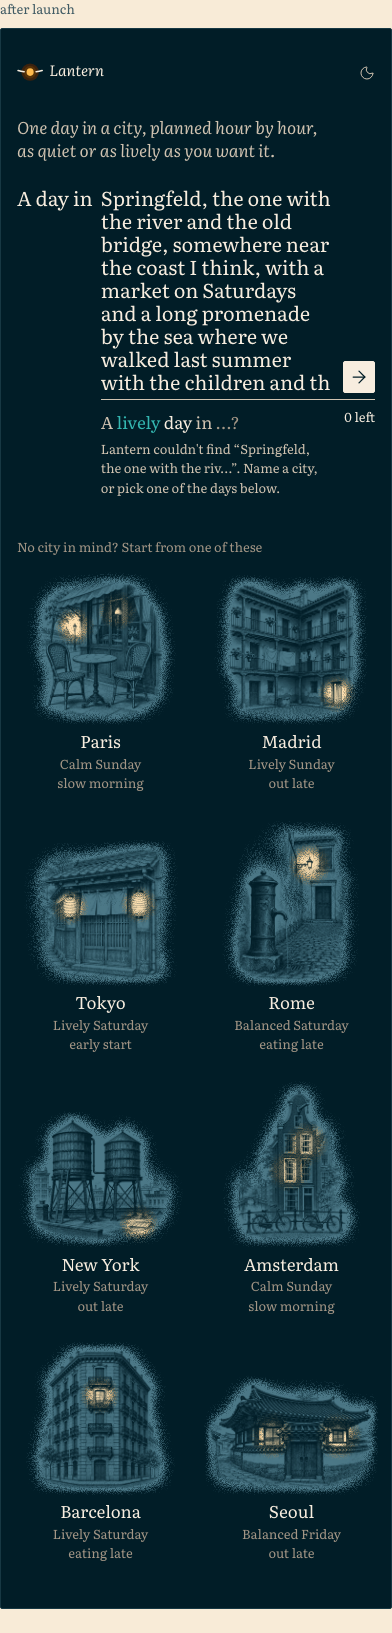 after launch
Lantern
One day in a city, planned hour by hour,
as quiet or as lively as you want it.
A day in Springfeld, the one with
the river and the old
bridge, somewhere near
the coast I think, with a
market on Saturdays
and a long promenade
by the sea where we
walked last summer
with the children and th
0 left
A lively day in …?
Lantern couldn't find “Springfeld,
the one with the riv…”. Name a city,
or pick one of the days below.
No city in mind? Start from one of these
Paris
Calm Sunday
slow morning
Madrid
Lively Sunday
out late
Tokyo
Lively Saturday
early start
Rome
Balanced Saturday
eating late
New York
Lively Saturday
out late
Amsterdam
Calm Sunday
slow morning
Barcelona
Lively Saturday
eating late
Seoul
Balanced Friday
out late